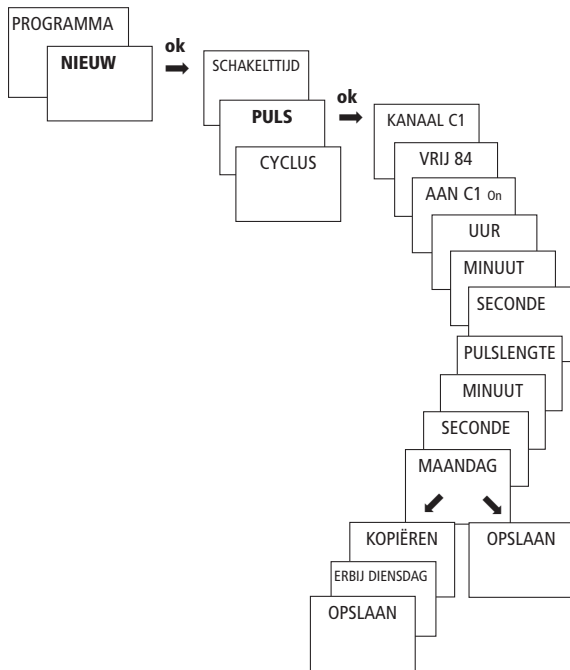 PROGRAMMA
NIEUW
ok
SCHAKELTTIJD
PULS
CYCLUS
ok
KANAAL C1
VRIJ 84
AAN C1 On
UUR
MINUUT
SECONDE
PULSLENGTE
MINUUT
SECONDE
MAANDAG
KOPIËREN
ERBIJ DIENSDAG
OPSLAAN
OPSLAAN